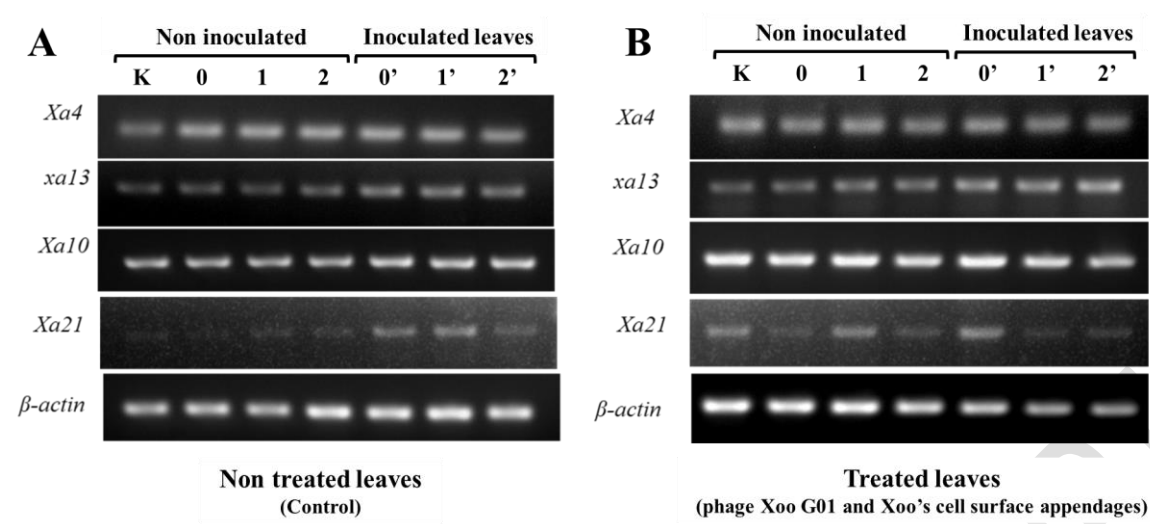 A
Non inoculated Inoculated leaves
K 0 1 2 0’ 1’ 2’
Xa4
xa13
Xa10
Xa21
β-actin
Non treated leaves
(Control)
B
Non inoculated Inoculated leaves
K 0 1 2 0’ 1’ 2’
Xa4
xa13
Xa10
Xa21
β-actin
Treated leaves
(phage Xoo G01 and Xoo’s cell surface appendages)